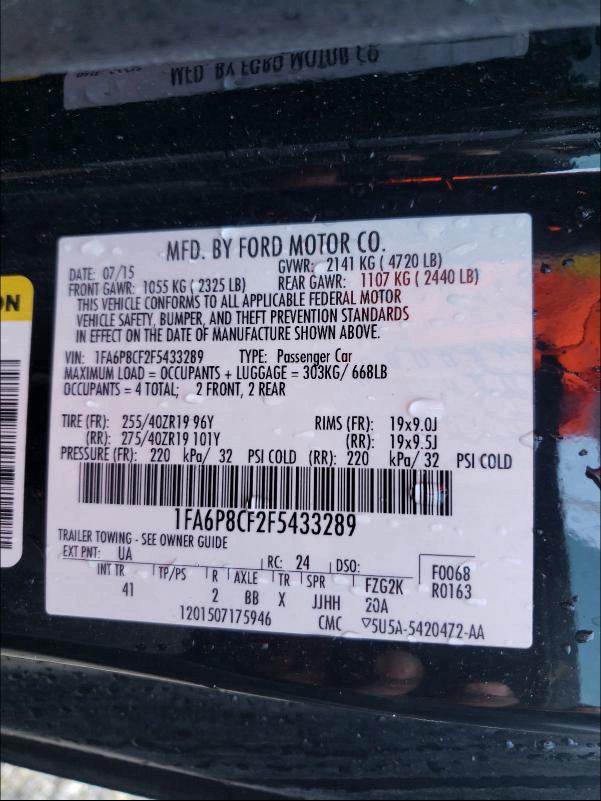 MFD. BY FORD MOTOR CO
MFD. BY FORD MOTOR CO.
DATE: 07/15 GVWR: 2141 KG ( 4720 LB)
FRONT GAWR: 1055 KG ( 2325 LB) REAR GAWR: 1107 KG ( 2440 LB)
THIS VEHICLE CONFORMS TO ALL APPLICABLE FEDERAL MOTOR
VEHICLE SAFETY, BUMPER, AND THEFT PREVENTION STANDARDS
IN EFFECT ON THE DATE OF MANUFACTURE SHOWN ABOVE.
VIN: 1FA6P8CF2F5433289 TYPE: Passenger Car
MAXIMUM LOAD = OCCUPANTS + LUGGAGE = 303KG/ 668LB
OCCUPANTS = 4 TOTAL; 2 FRONT, 2 REAR
TIRE (FR): 255/40ZR19 96Y RIMS (FR): 19x9.0J
(RR): 275/40ZR19 101Y (RR): 19x9.5J
PRESSURE (FR): 220 kPa/ 32 PSI COLD (RR): 220 kPa/ 32 PSI COLD
1FA6P8CF2F5433289
TRAILER TOWING - SEE OWNER GUIDE
EXT PNT: UA RC: 24 DSO: F0068
INT TR TP/PS R AXLE TR SPR FZG2K R0163
41 2 BB X JJHH 20A
1201507175946 CMC ▽5U5A-5420472-AA